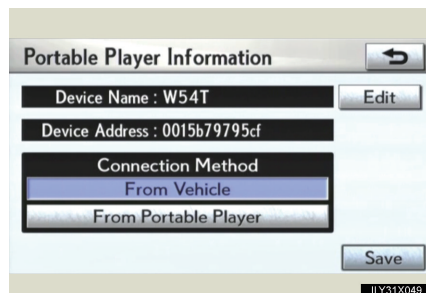 Portable Player Information
Device Name : W54T
Edit
Device Address : 0015b79795cf
Connection Method
From Vehicle
From Portable Player
Save
ILY31X049